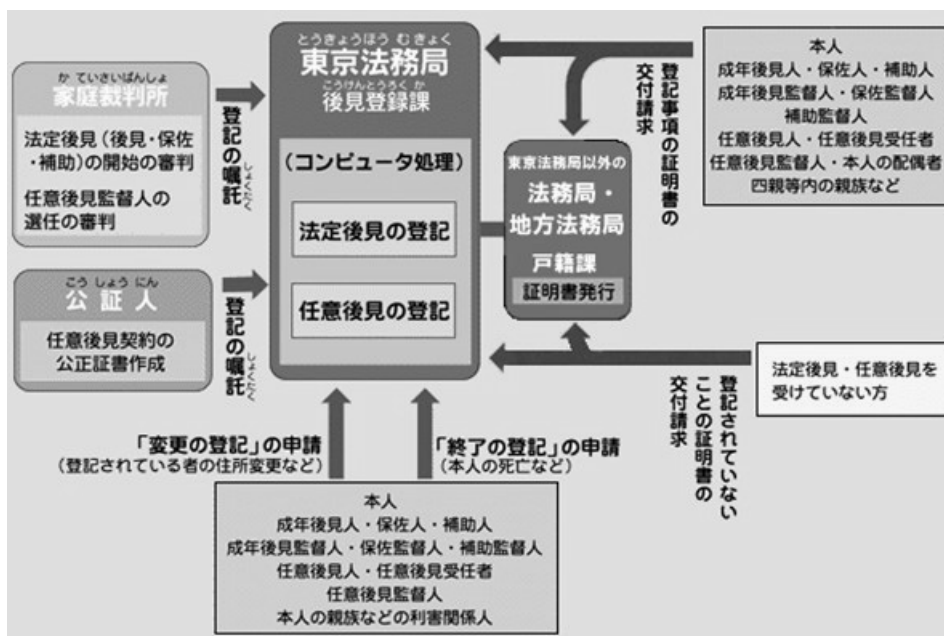 とうきょうほうむきょく
東京法務局
こうけんとうろくか
後見登録課
(コンピュータ処理)
法定後見の登記
任意後見の登記
かていさいばんしょ
家庭裁判所
法定後見(後見・保佐
・補助)の開始の審判
任意後見監督人の
選任の審判
登記の嘱託
しょくたく
こうしょうにん
公証人
任意後見契約の
公正証書作成
登記の嘱託
しょくたく
東京法務局以外の
法務局・
地方法務局
戸籍課
証明書発行
登記事項の証明書の
交付請求
本人
成年後見人・保佐人・補助人
成年後見監督人・保佐監督人
補助監督人
任意後見人・任意後見受任者
任意後見監督人・本人の配偶者
四親等内の親族など
法定後見・任意後見を
受けていない方
登記されていない
ことの証明書の
交付請求
「変更の登記」の申請
(登記されている者の住所変更など)
「終了の登記」の申請
(本人の死亡など)
本人
成年後見人・保佐人・補助人
成年後見監督人・保佐監督人・補助監督人
任意後見人・任意後見受任者
任意後見監督人
本人の親族などの利害関係人